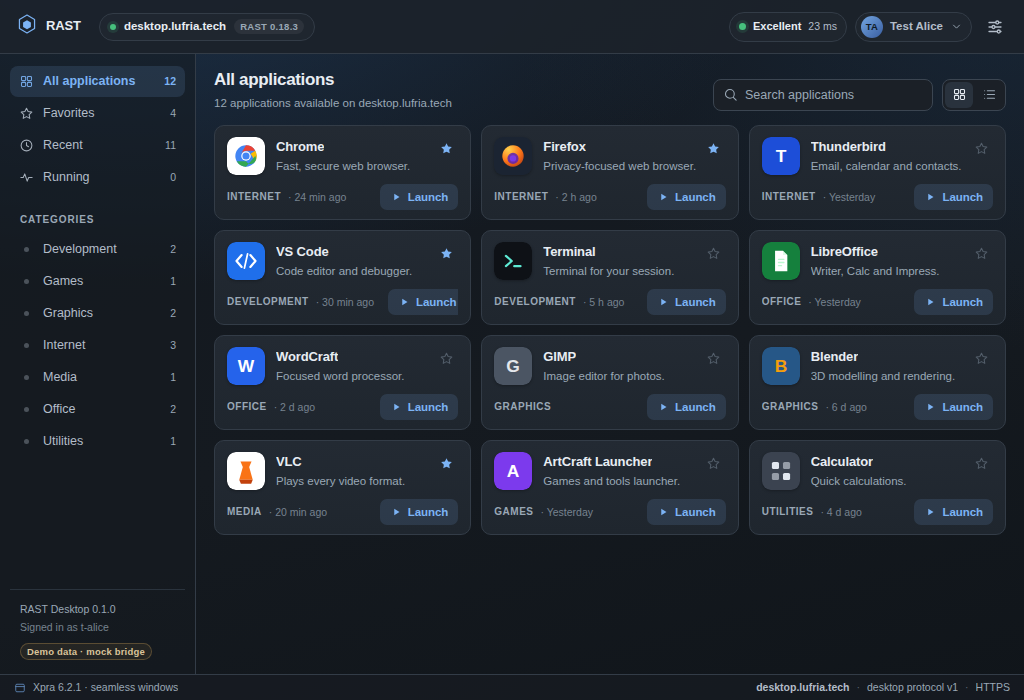 RAST
desktop.lufria.tech RAST 0.18.3
Excellent 23 ms
TA Test Alice
All applications 12
Favorites 4
Recent 11
Running 0
CATEGORIES
Development 2
Games 1
Graphics 2
Internet 3
Media 1
Office 2
Utilities 1
RAST Desktop 0.1.0
Signed in as t-alice
Demo data · mock bridge
All applications
12 applications available on desktop.lufria.tech
Search applications
Chrome
Fast, secure web browser.
INTERNET · 24 min ago Launch
Firefox
Privacy-focused web browser.
INTERNET · 2 h ago Launch
T
Thunderbird
Email, calendar and contacts.
INTERNET · Yesterday Launch
VS Code
Code editor and debugger.
DEVELOPMENT · 30 min ago Launch
Terminal
Terminal for your session.
DEVELOPMENT · 5 h ago Launch
LibreOffice
Writer, Calc and Impress.
OFFICE · Yesterday Launch
W
WordCraft
Focused word processor.
OFFICE · 2 d ago Launch
G
GIMP
Image editor for photos.
GRAPHICS Launch
B
Blender
3D modelling and rendering.
GRAPHICS · 6 d ago Launch
VLC
Plays every video format.
MEDIA · 20 min ago Launch
A
ArtCraft Launcher
Games and tools launcher.
GAMES · Yesterday Launch
Calculator
Quick calculations.
UTILITIES · 4 d ago Launch
Xpra 6.2.1 · seamless windows
desktop.lufria.tech · desktop protocol v1 · HTTPS